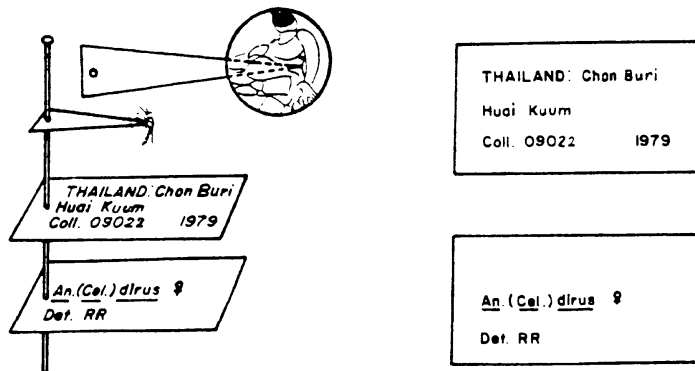 THAILAND: Chon Buri
Huai Kuum
Coll. 09022 1979
An. (Cel.) dirus ♀
Det. RR
THAILAND: Chon Buri
Huai Kuum
Coll. 09022 1979
An. (Cel.) dirus ♀
Det. RR